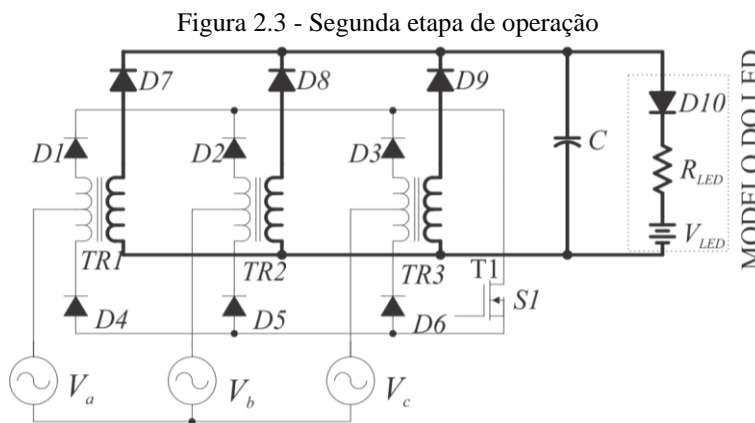 Figura 2.3 - Segunda etapa de operação
D7
D8
D9
D10
D1
D2
D3
C
R_LED
V_LED
MODELO DO LED
TR1
TR2
TR3
T1
S1
D4
D5
D6
V_a
V_b
V_c